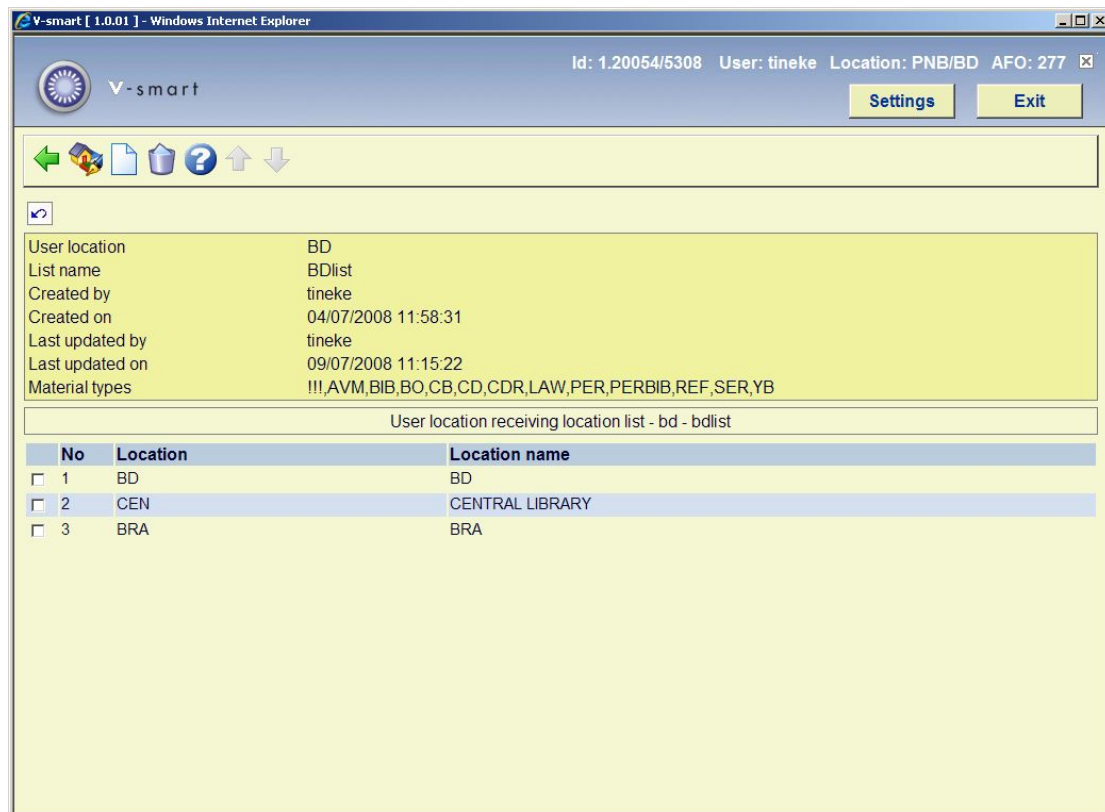 V-smart [ 1.0.01 ] - Windows Internet Explorer
Id: 1.20054/5308 User: tineke Location: PNB/BD AFO: 277
V-smart
Settings Exit
User location BD
List name BDlist
Created by tineke
Created on 04/07/2008 11:58:31
Last updated by tineke
Last updated on 09/07/2008 11:15:22
Material types !!!,AVM,BIB,BO,CB,CD,CDR,LAW,PER,PERBIB,REF,SER,YB
User location receiving location list - bd - bdlist
No Location Location name
1 BD BD
2 CEN CENTRAL LIBRARY
3 BRA BRA